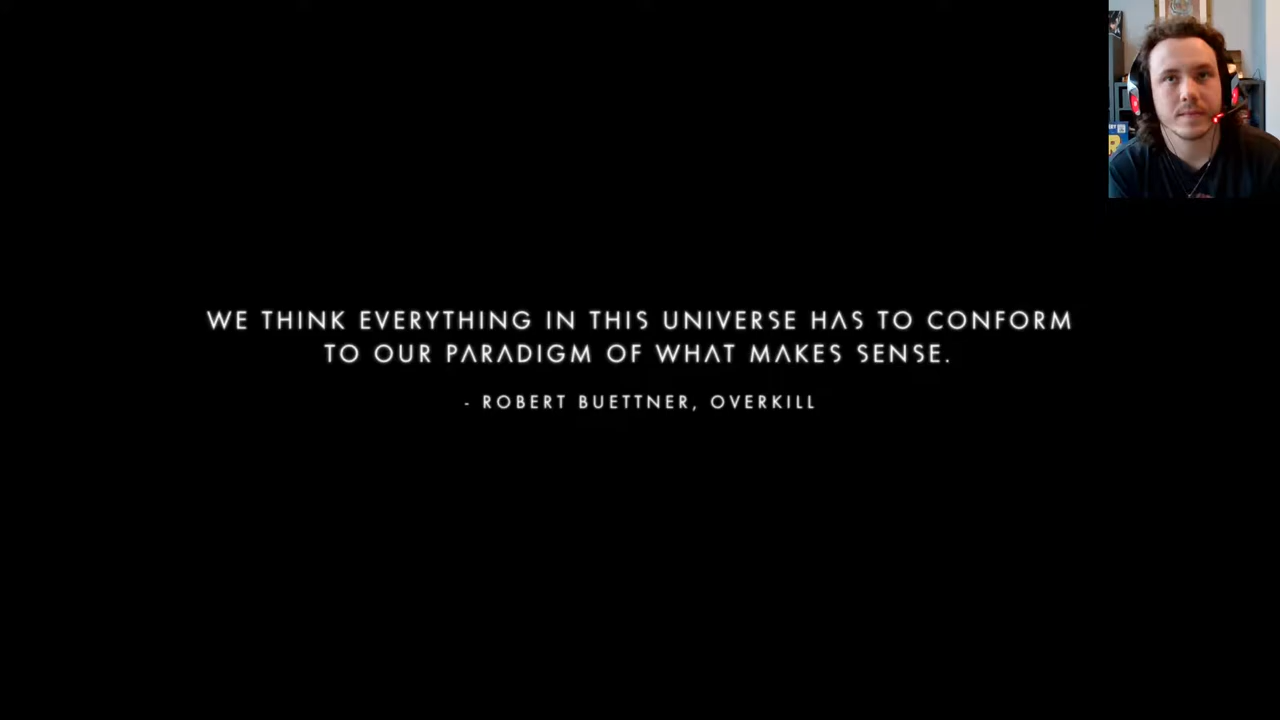 WE THINK EVERYTHING IN THIS UNIVERSE HAS TO CONFORM
TO OUR PARADIGM OF WHAT MAKES SENSE.
- ROBERT BUETTNER, OVERKILL